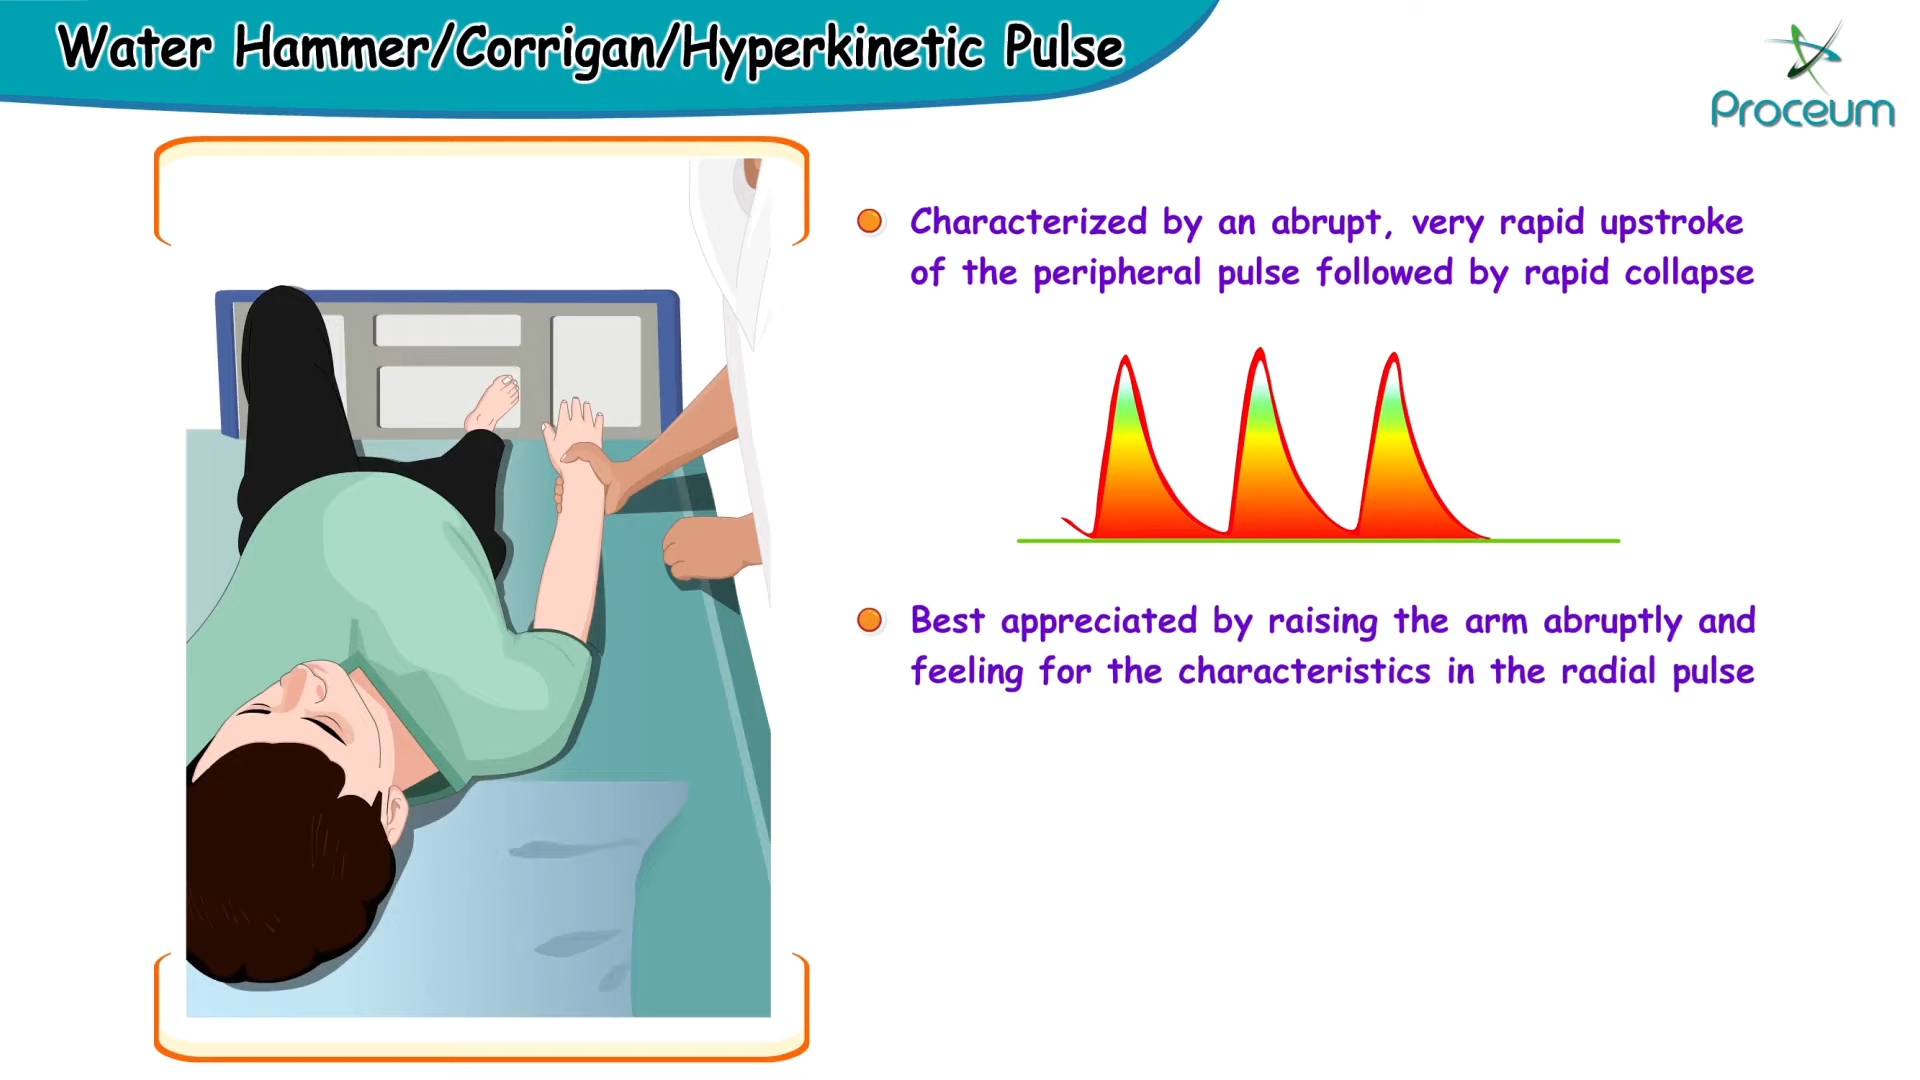 Water Hammer/Corrigan/Hyperkinetic Pulse
Proceum
Characterized by an abrupt, very rapid upstroke
of the peripheral pulse followed by rapid collapse
Best appreciated by raising the arm abruptly and
feeling for the characteristics in the radial pulse